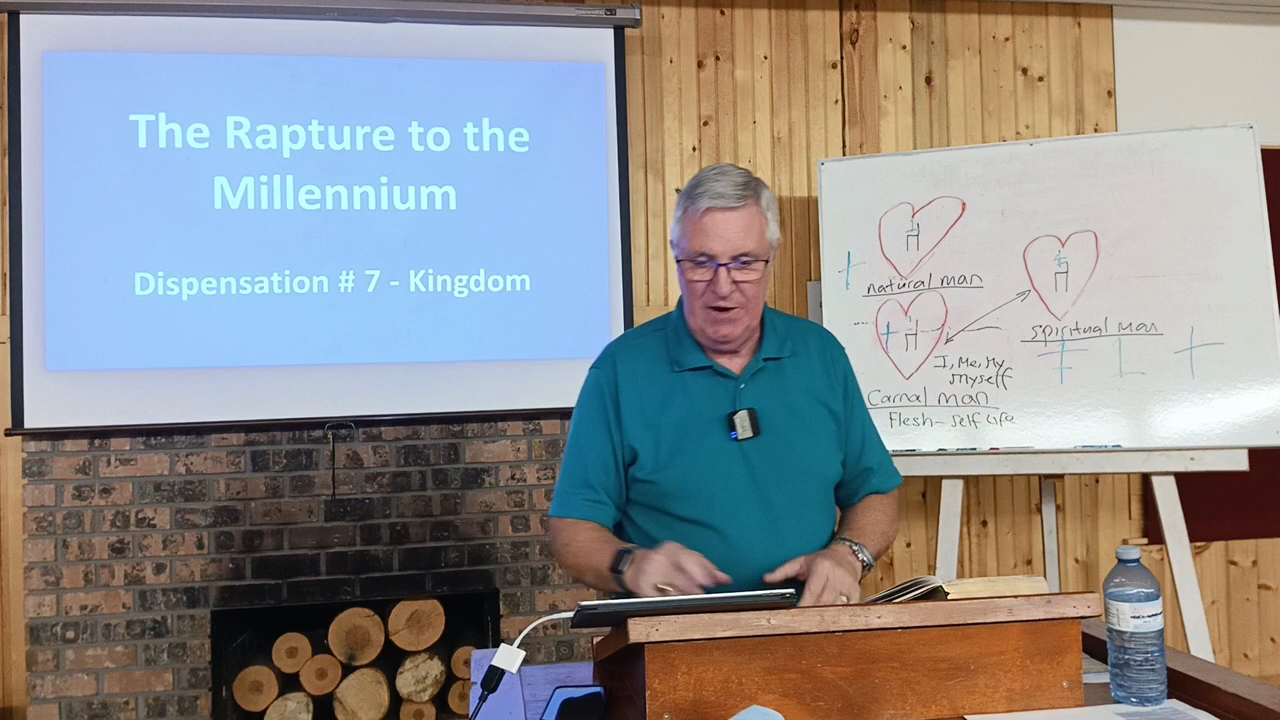 The Rapture to the
Millennium
Dispensation # 7 - Kingdom
natural man
spiritual man
I, Me, My
Myself
Carnal man
Flesh - Self Life